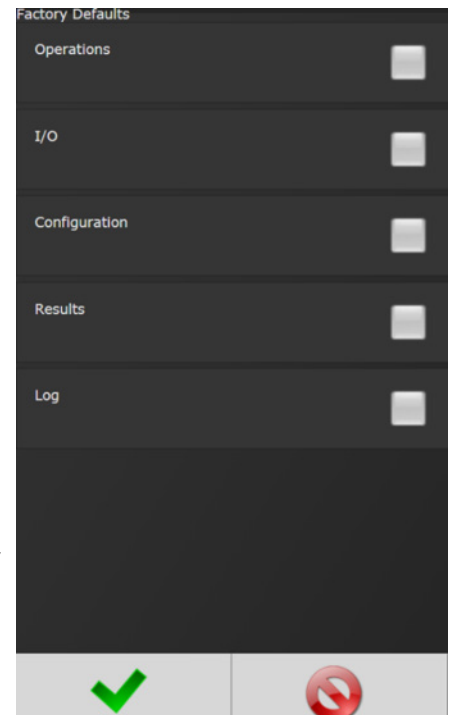 Factory Defaults
Operations
I/O
Configuration
Results
Log